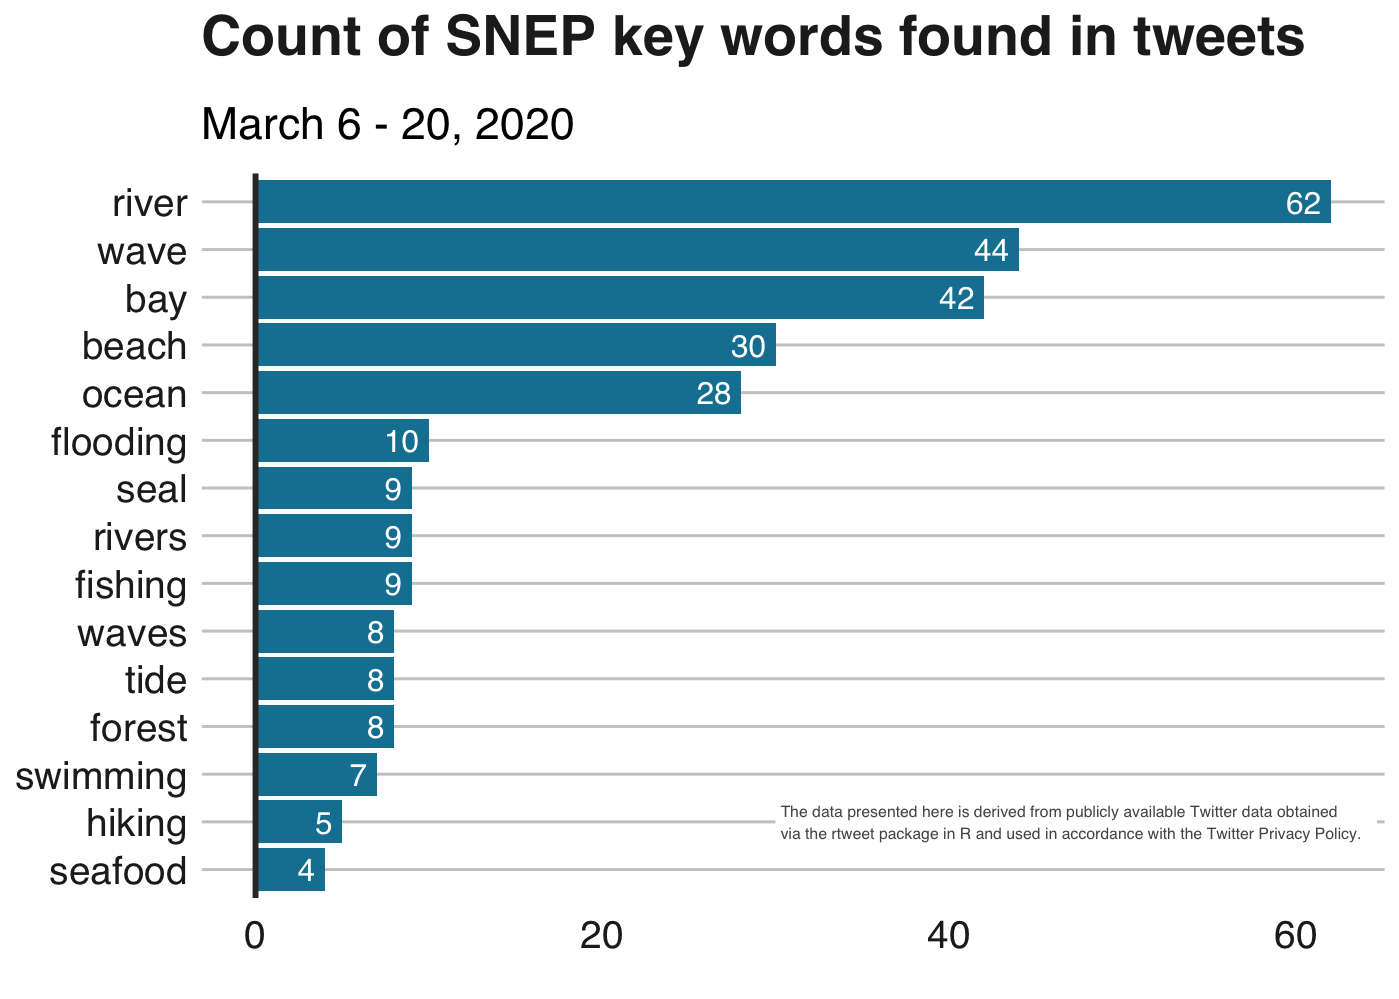 Count of SNEP key words found in tweets
March 6 - 20, 2020
river 62
wave 44
bay 42
beach 30
ocean 28
flooding 10
seal 9
rivers 9
fishing 9
waves 8
tide 8
forest 8
swimming 7
hiking 5
The data presented here is derived from publicly available Twitter data obtained
via the rtweet package in R and used in accordance with the Twitter Privacy Policy.
seafood 4
0 20 40 60